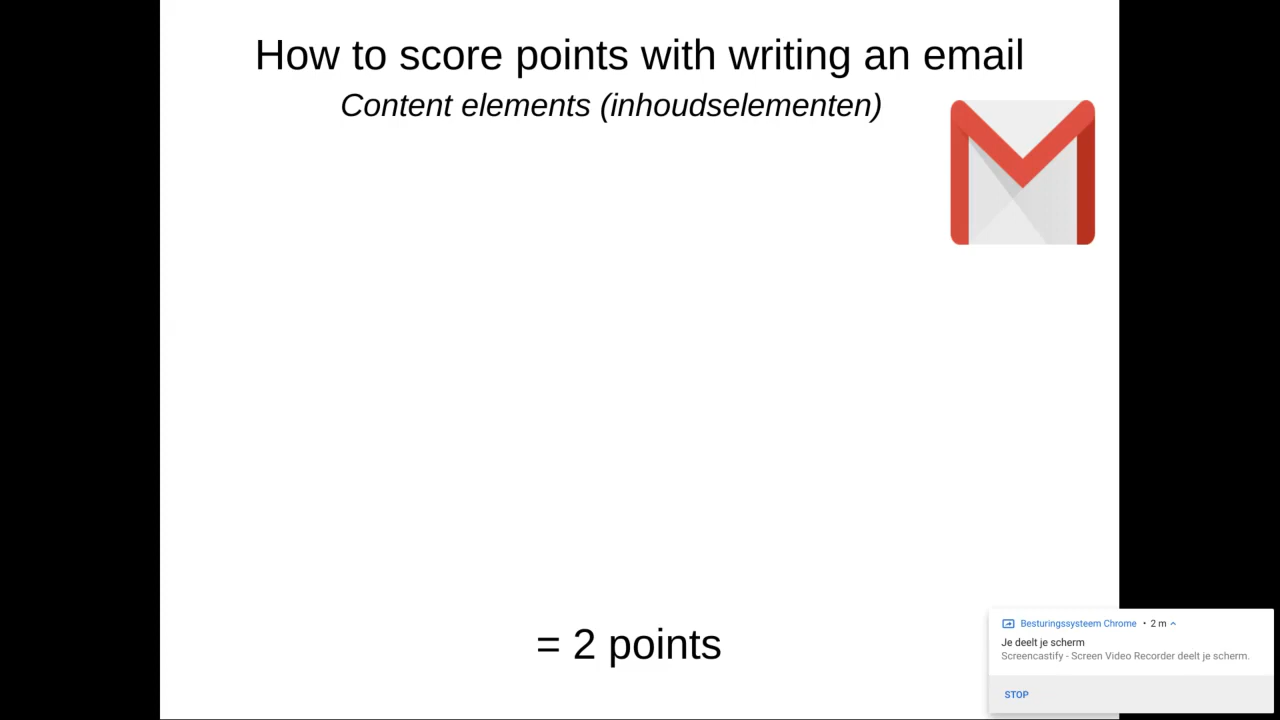 How to score points with writing an email
Content elements (inhoudselementen)
= 2 points
Besturingssysteem Chrome • 2 m
Je deelt je scherm
Screencastify - Screen Video Recorder deelt je scherm.
STOP